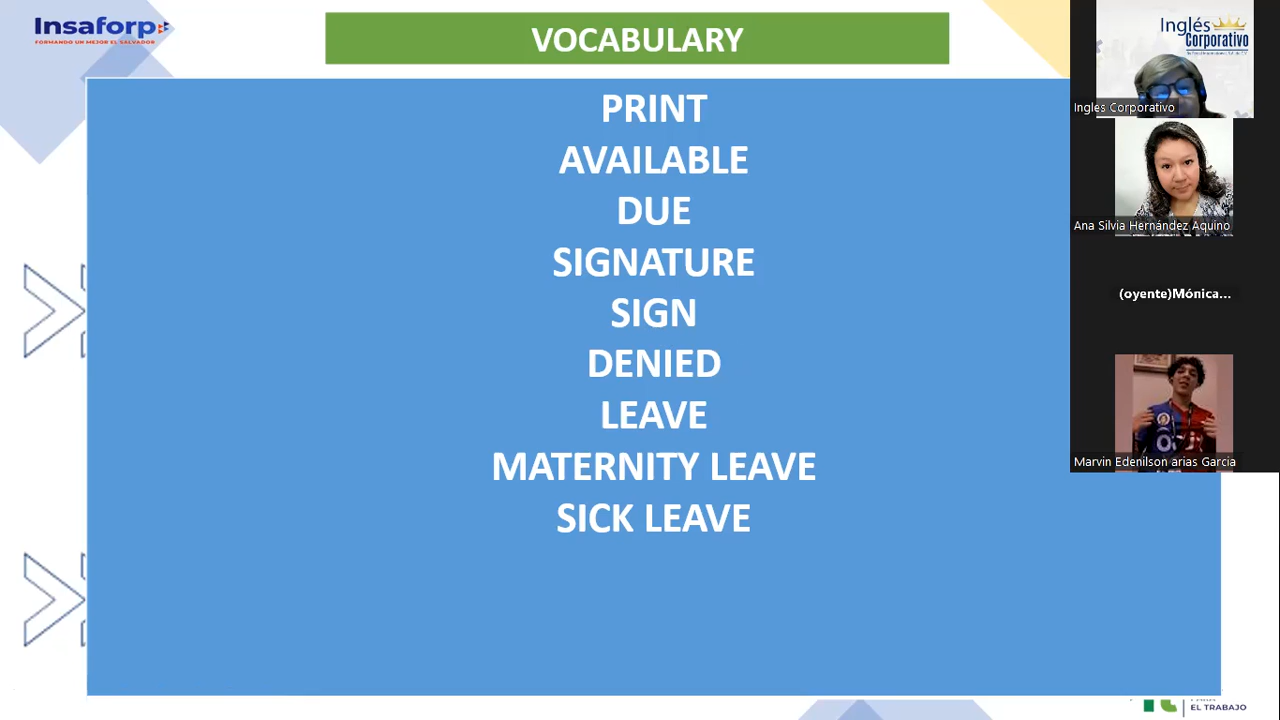 Insaforp
FORMANDO UN MEJOR EL SALVADOR
VOCABULARY
PRINT
AVAILABLE
DUE
SIGNATURE
SIGN
DENIED
LEAVE
MATERNITY LEAVE
SICK LEAVE
Inglés
Corporativo
Ingles Corporativo
Ana Silvia Hernández Aquino
(oyente)Mónica...
Marvin Edenilson arias Garcia
EL TRABAJO